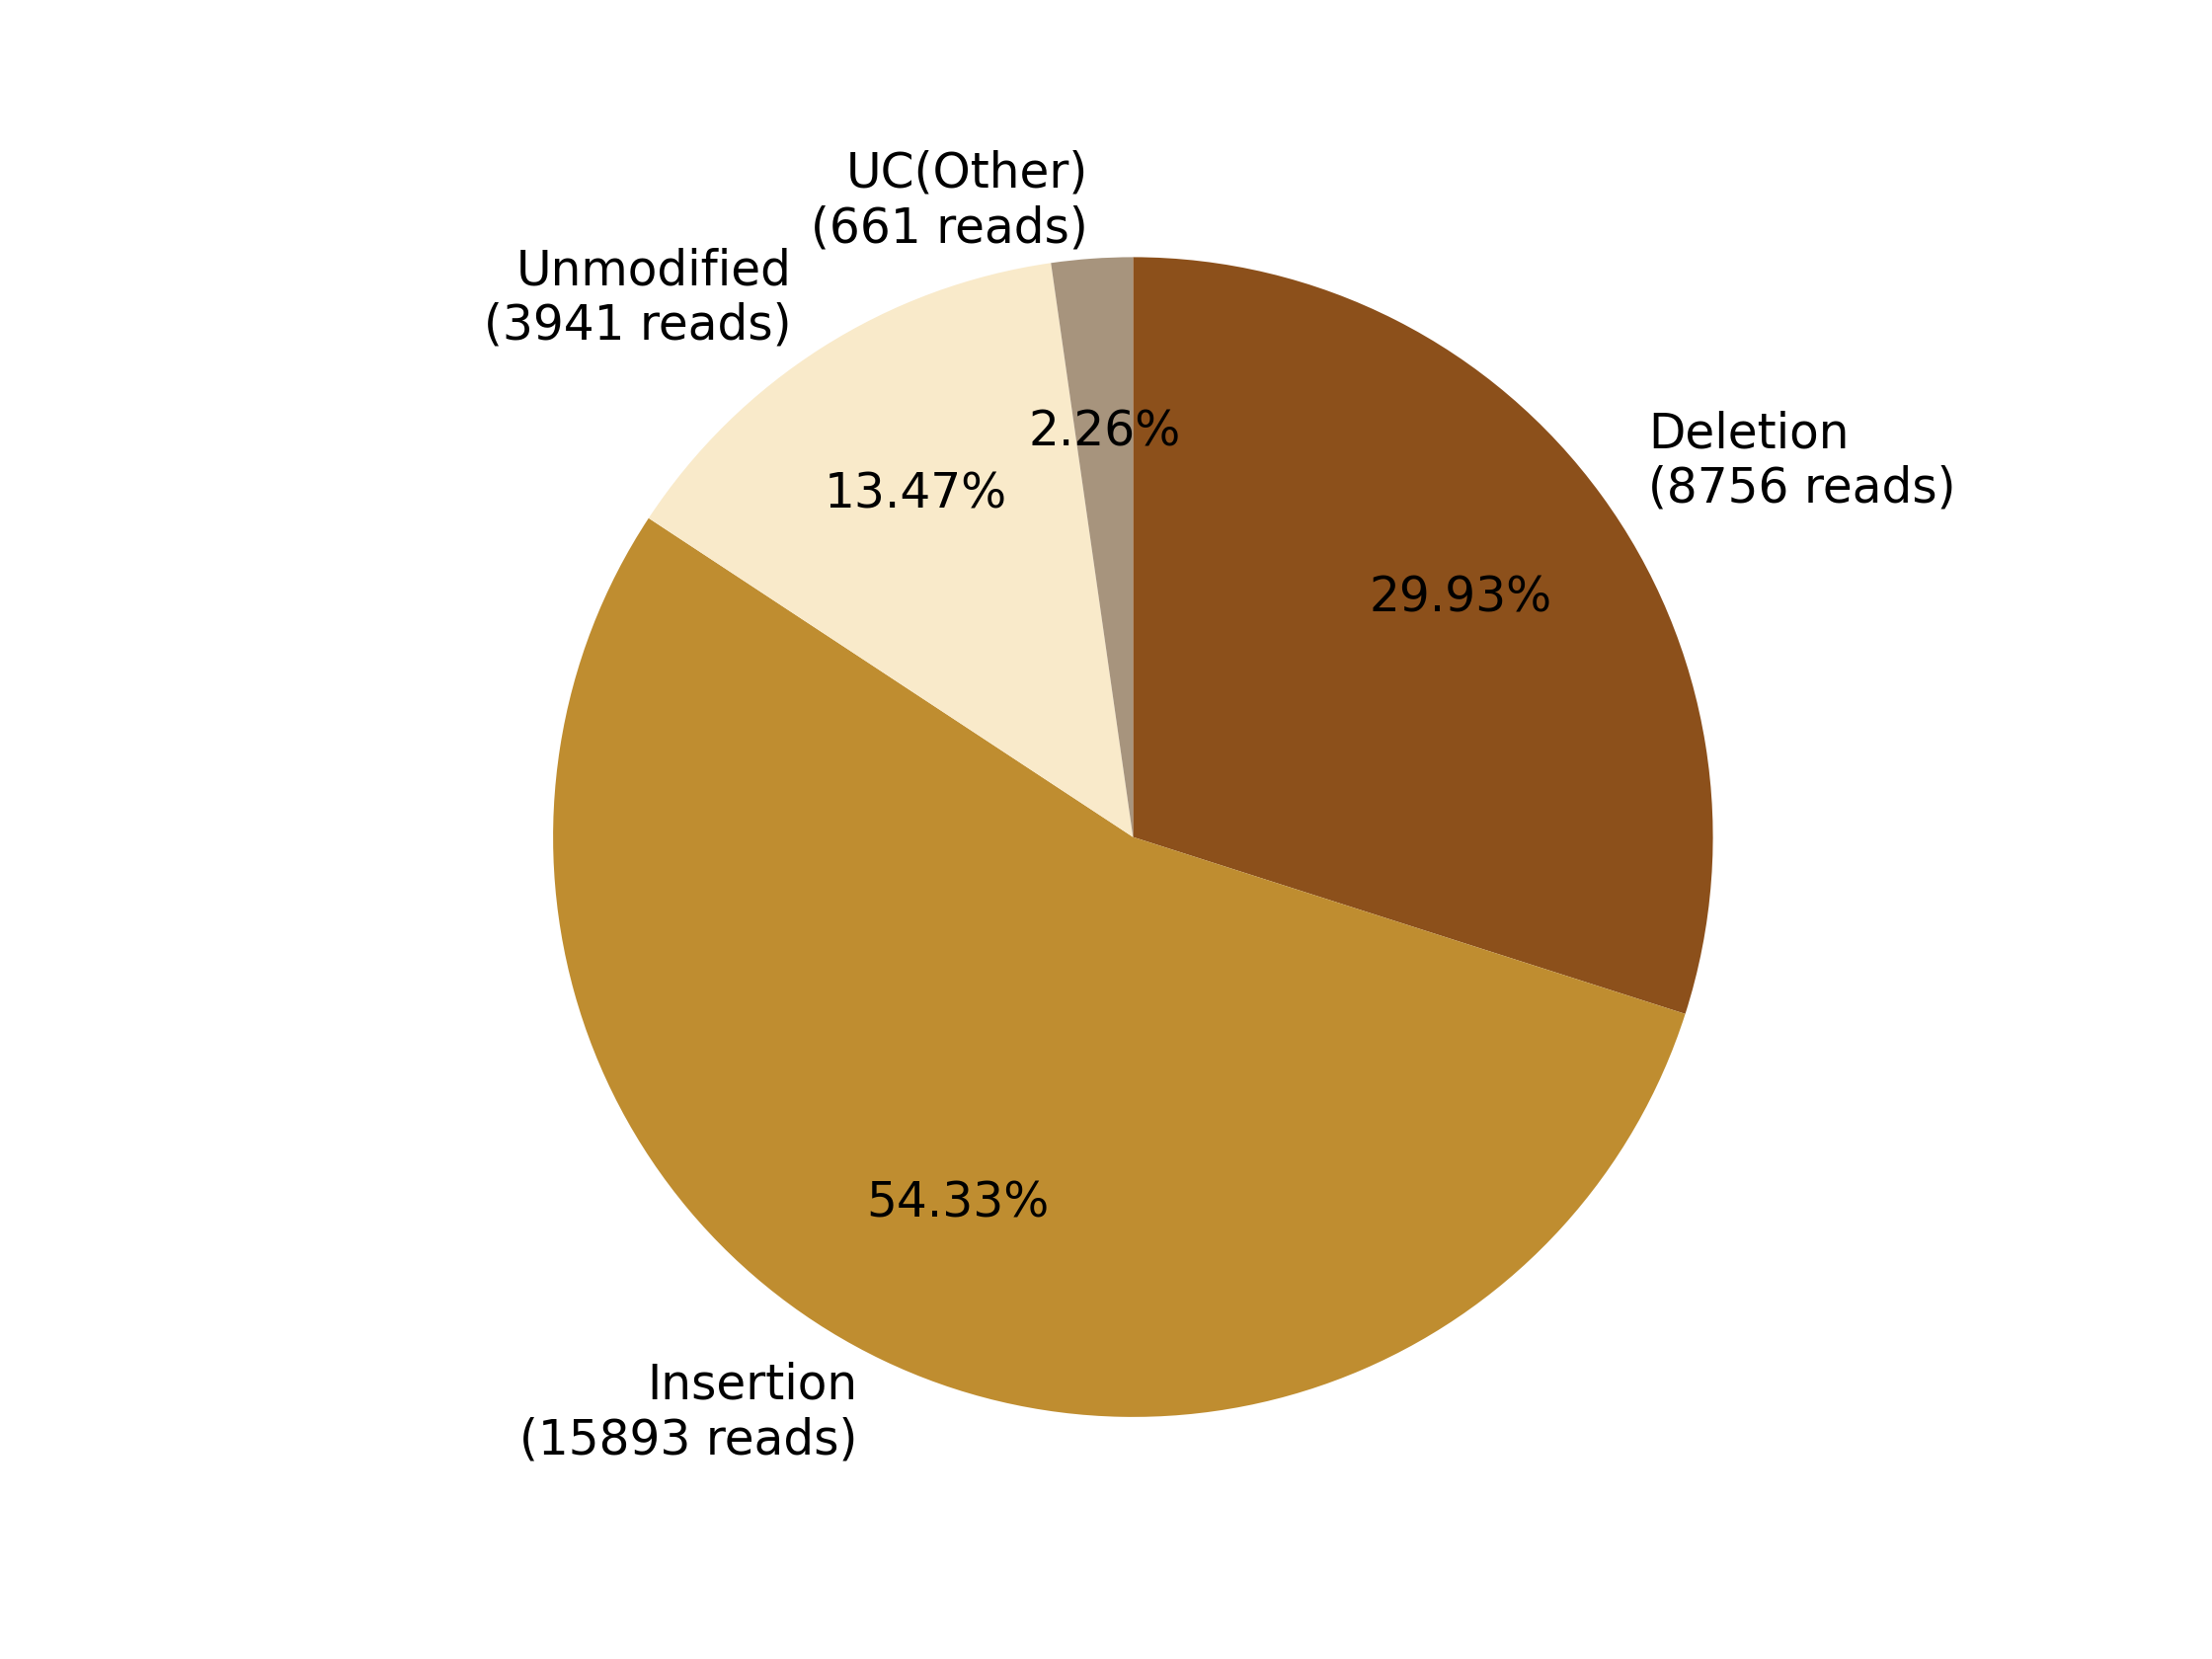 UC(Other)
(661 reads)
Unmodified
(3941 reads)
Deletion
(8756 reads)
2.26%
13.47%
29.93%
54.33%
Insertion
(15893 reads)